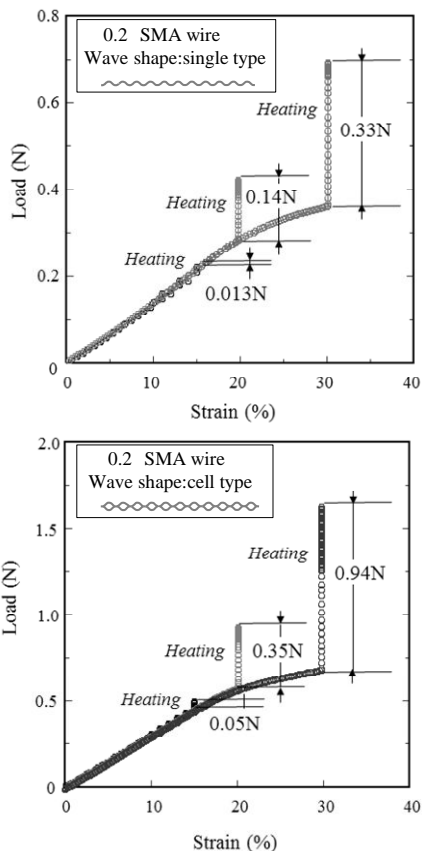 0.2 SMA wire
Wave shape:single type
0.8
0.6
0.4
0.2
0
Load (N)
Heating
0.33N
Heating
0.14N
Heating
0.013N
0 10 20 30 40
Strain (%)
0.2 SMA wire
Wave shape:cell type
2.0
1.5
1.0
0.5
0
Load (N)
Heating
0.94N
Heating
0.35N
Heating
0.05N
0 10 20 30 40
Strain (%)